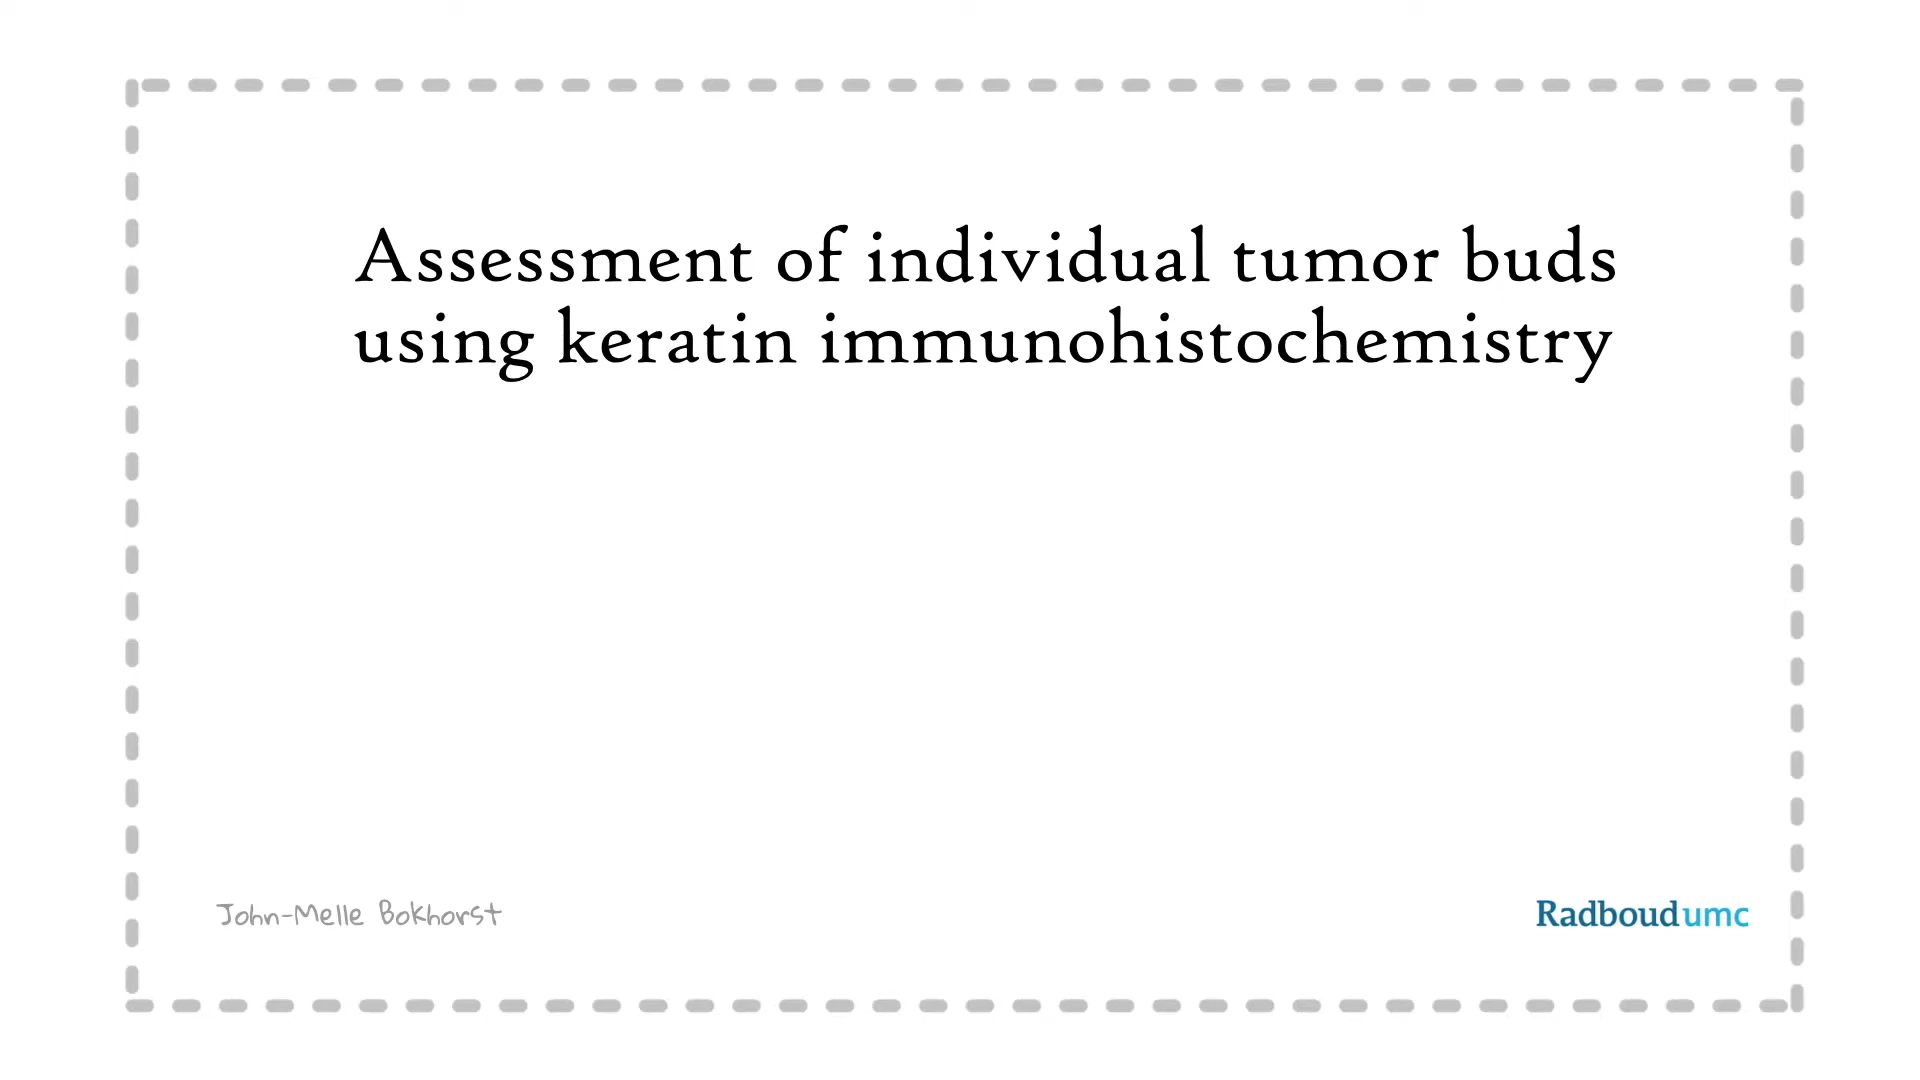 Assessment of individual tumor buds
using keratin immunohistochemistry
John-Melle Bokhorst
Radboudumc